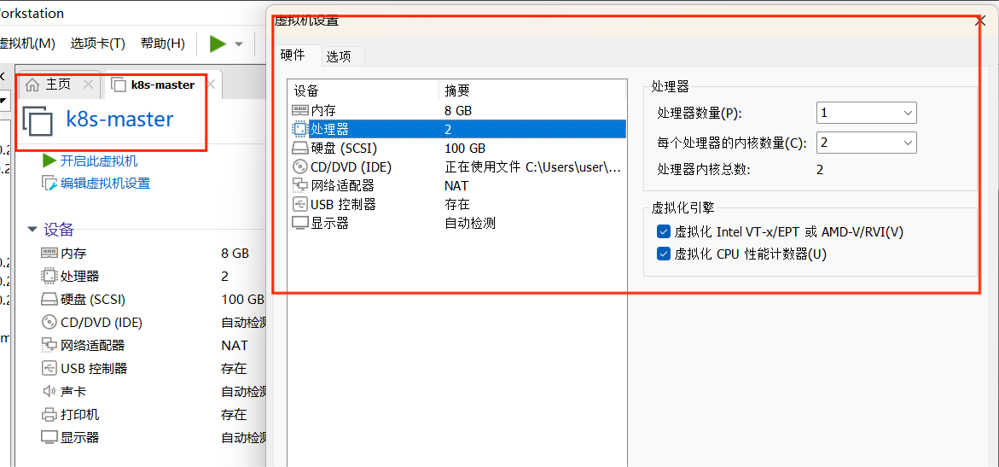 orkstation
虚拟机(M) 选项卡(T) 帮助(H)
主页 k8s-master
k8s-master
开启此虚拟机
编辑虚拟机设置
设备
内存 8 GB
处理器 2
硬盘 (SCSI) 100 GB
CD/DVD (IDE) 自动检测
网络适配器 NAT
USB 控制器 存在
声卡 自动检测
打印机 存在
显示器 自动检测
虚拟机设置
硬件 选项
设备 摘要
内存 8 GB
处理器 2
硬盘 (SCSI) 100 GB
CD/DVD (IDE) 正在使用文件 C:\Users\user\...
网络适配器 NAT
USB 控制器 存在
显示器 自动检测
处理器
处理器数量(P): 1
每个处理器的内核数量(C): 2
处理器内核总数: 2
虚拟化引擎
虚拟化 Intel VT-x/EPT 或 AMD-V/RVI(V)
虚拟化 CPU 性能计数器(U)